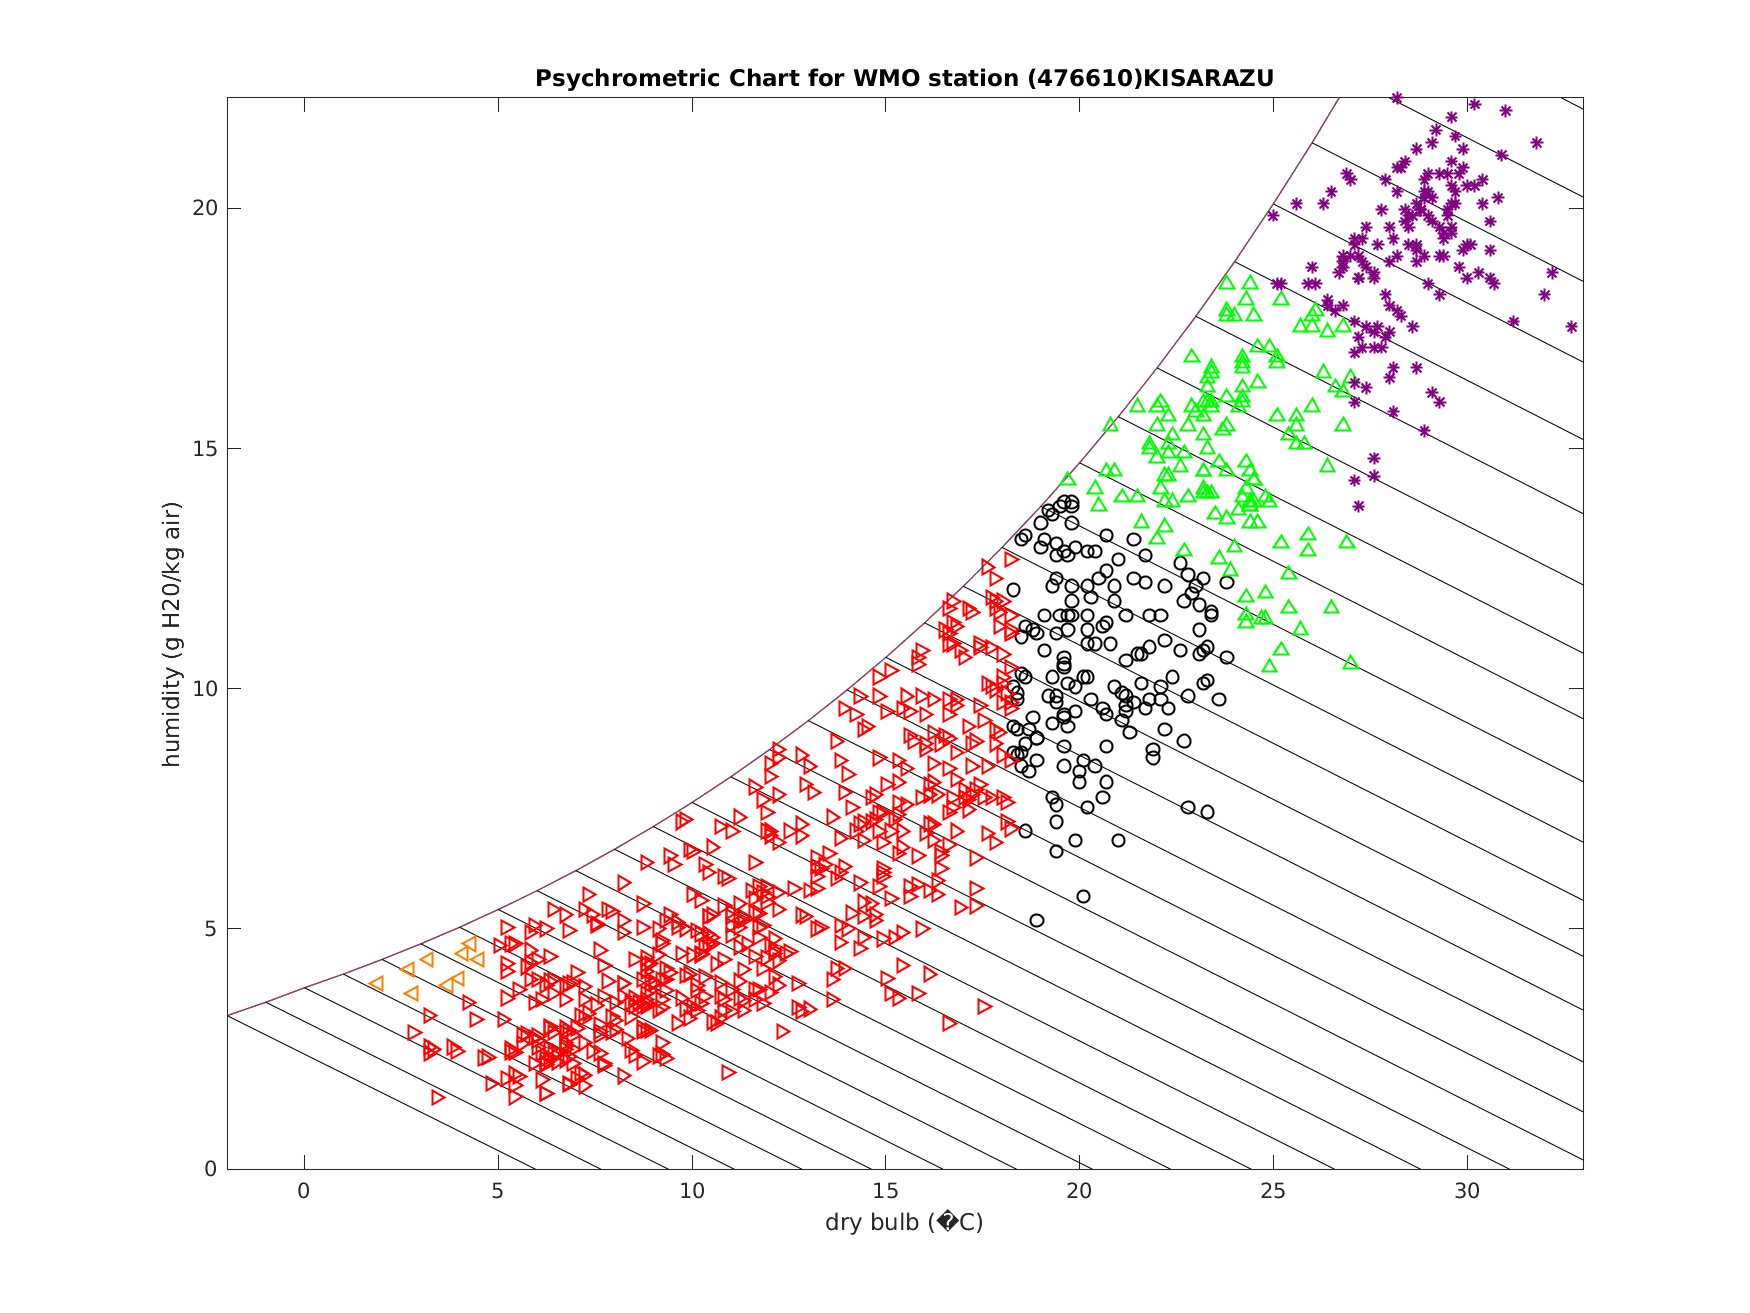 Psychrometric Chart for WMO station (476610)KISARAZU
humidity (g H20/kg air)
20
15
10
5
0
0 5 10 15 20 25 30
dry bulb (�C)